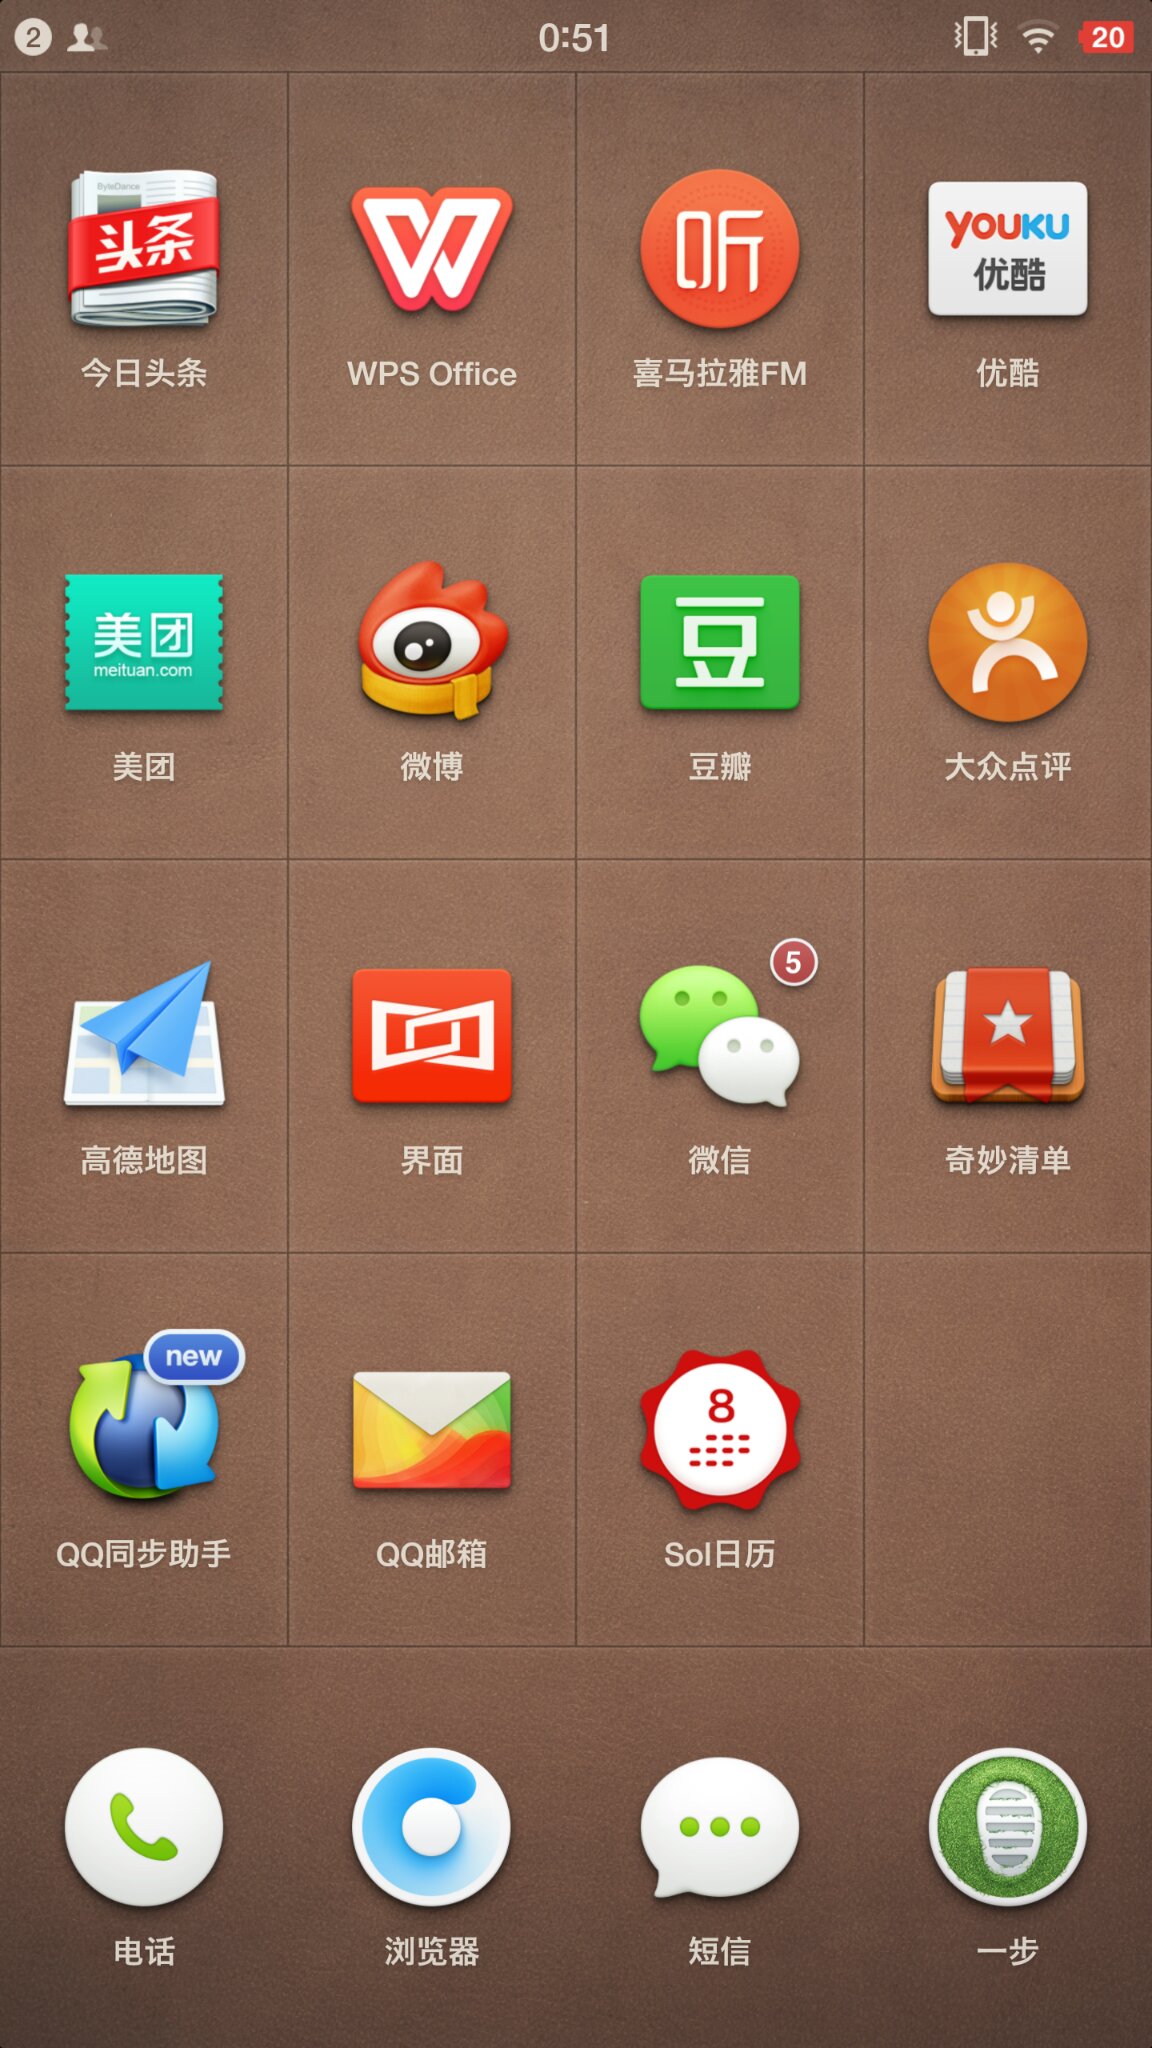 2
0:51
20
ByteDance
头条
听
YOUKU
优酷
今日头条
WPS Office
喜马拉雅FM
优酷
美团
meituan.com
豆
美团
微博
豆瓣
大众点评
5
高德地图
界面
微信
奇妙清单
new
8
QQ同步助手
QQ邮箱
Sol日历
电话
浏览器
短信
一步